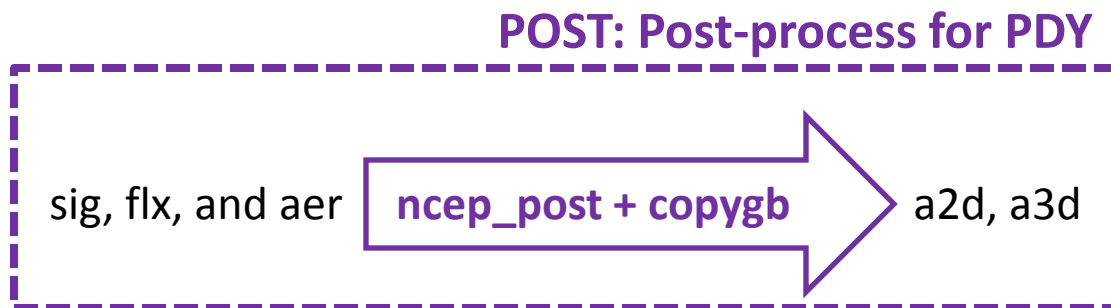 POST: Post-process for PDY
sig, flx, and aer ncep_post + copygb a2d, a3d